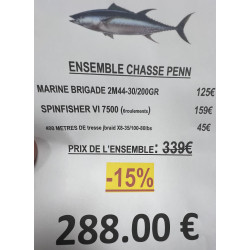 ENSEMBLE CHASSE PENN
MARINE BRIGADE 2M44-30/200GR 125€
SPINFISHER VI 7500 (6roulements) 159€
400 METRES DE tresse jbraid X8-35/100-80lbs 45€
PRIX DE L'ENSEMBLE: 339€
-15%
288.00 €